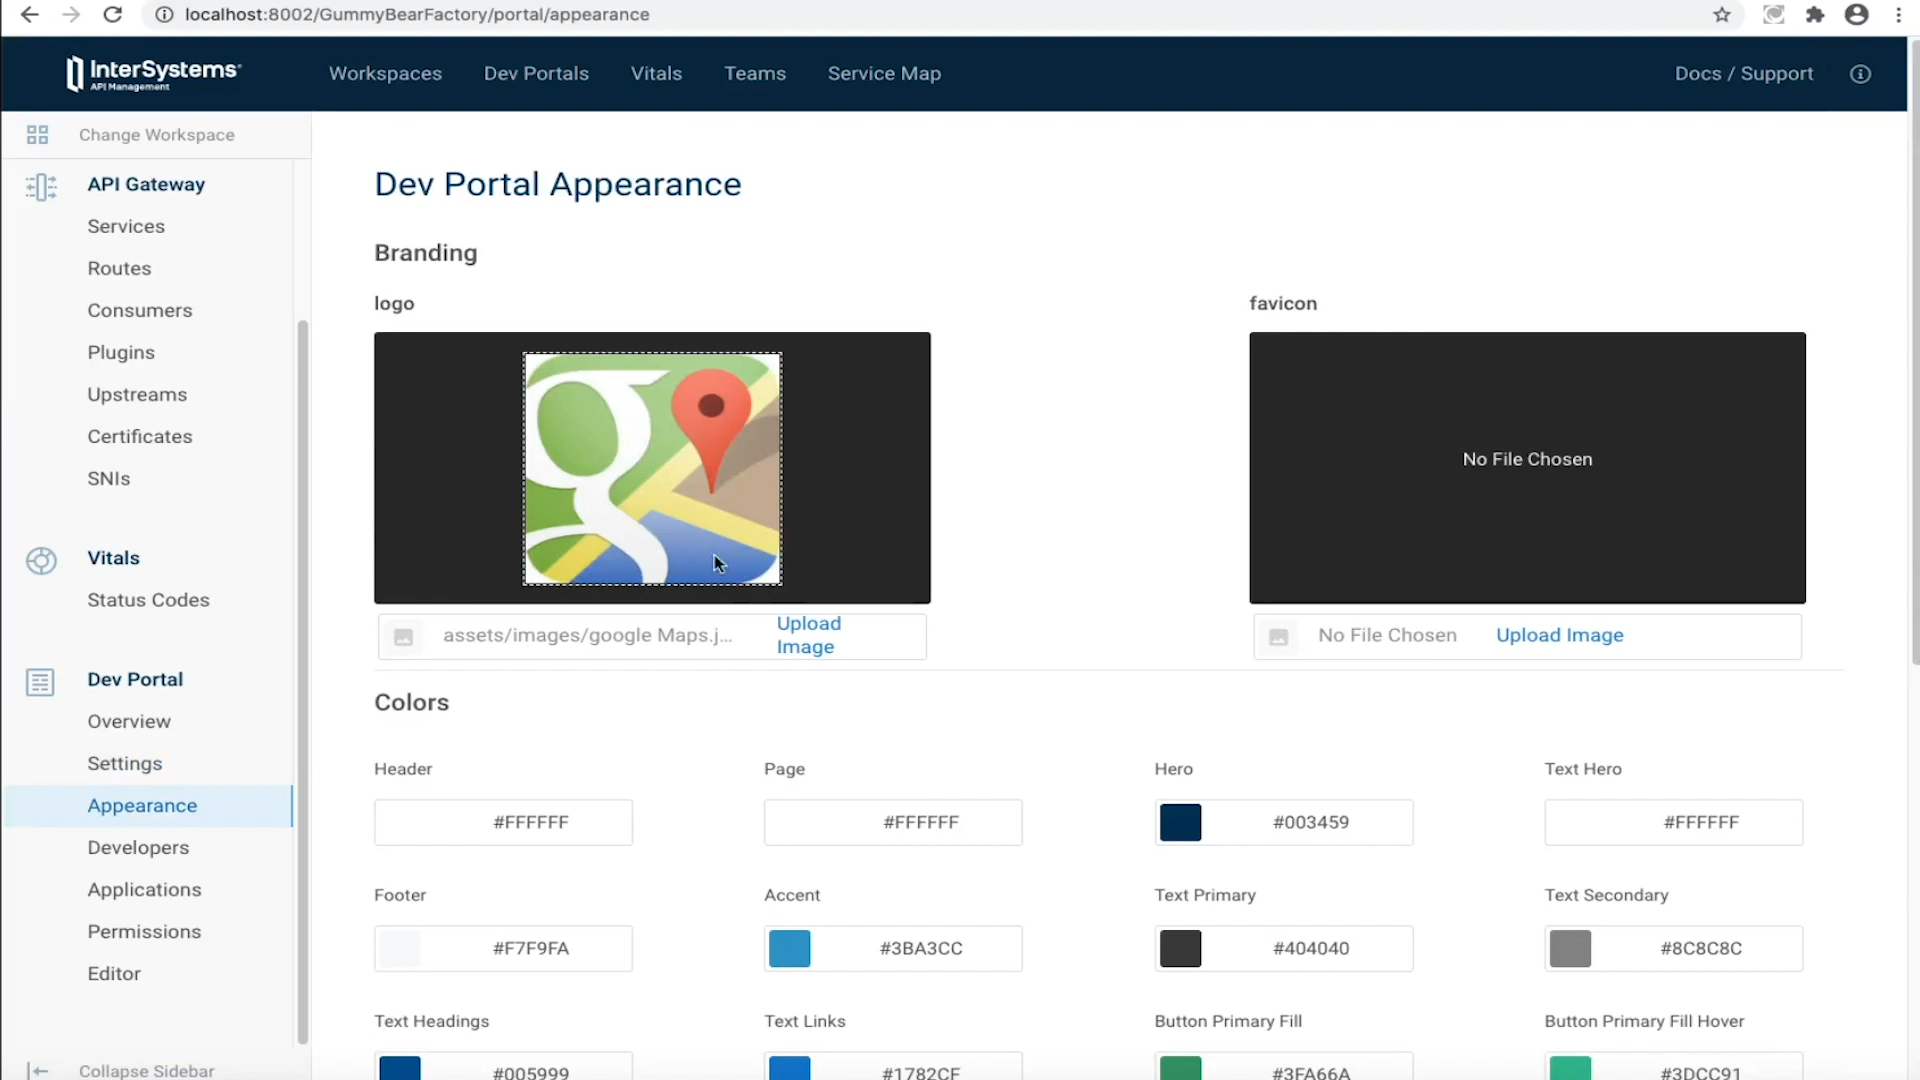 localhost:8002/GummyBearFactory/portal/appearance
InterSystems
API Management
Workspaces
Dev Portals
Vitals
Teams
Service Map
Docs / Support
Change Workspace
API Gateway
Services
Routes
Consumers
Plugins
Upstreams
Certificates
SNIs
Vitals
Status Codes
Dev Portal
Overview
Settings
Appearance
Developers
Applications
Permissions
Editor
Collapse Sidebar
Dev Portal Appearance
Branding
logo
favicon
No File Chosen
assets/images/google Maps.j...
Upload
Image
No File Chosen
Upload Image
Colors
Header
Page
Hero
Text Hero
#FFFFFF
#FFFFFF
#003459
#FFFFFF
Footer
Accent
Text Primary
Text Secondary
#F7F9FA
#3BA3CC
#404040
#8C8C8C
Text Headings
Text Links
Button Primary Fill
Button Primary Fill Hover
#005999
#1782CF
#3FA66A
#3DCC91